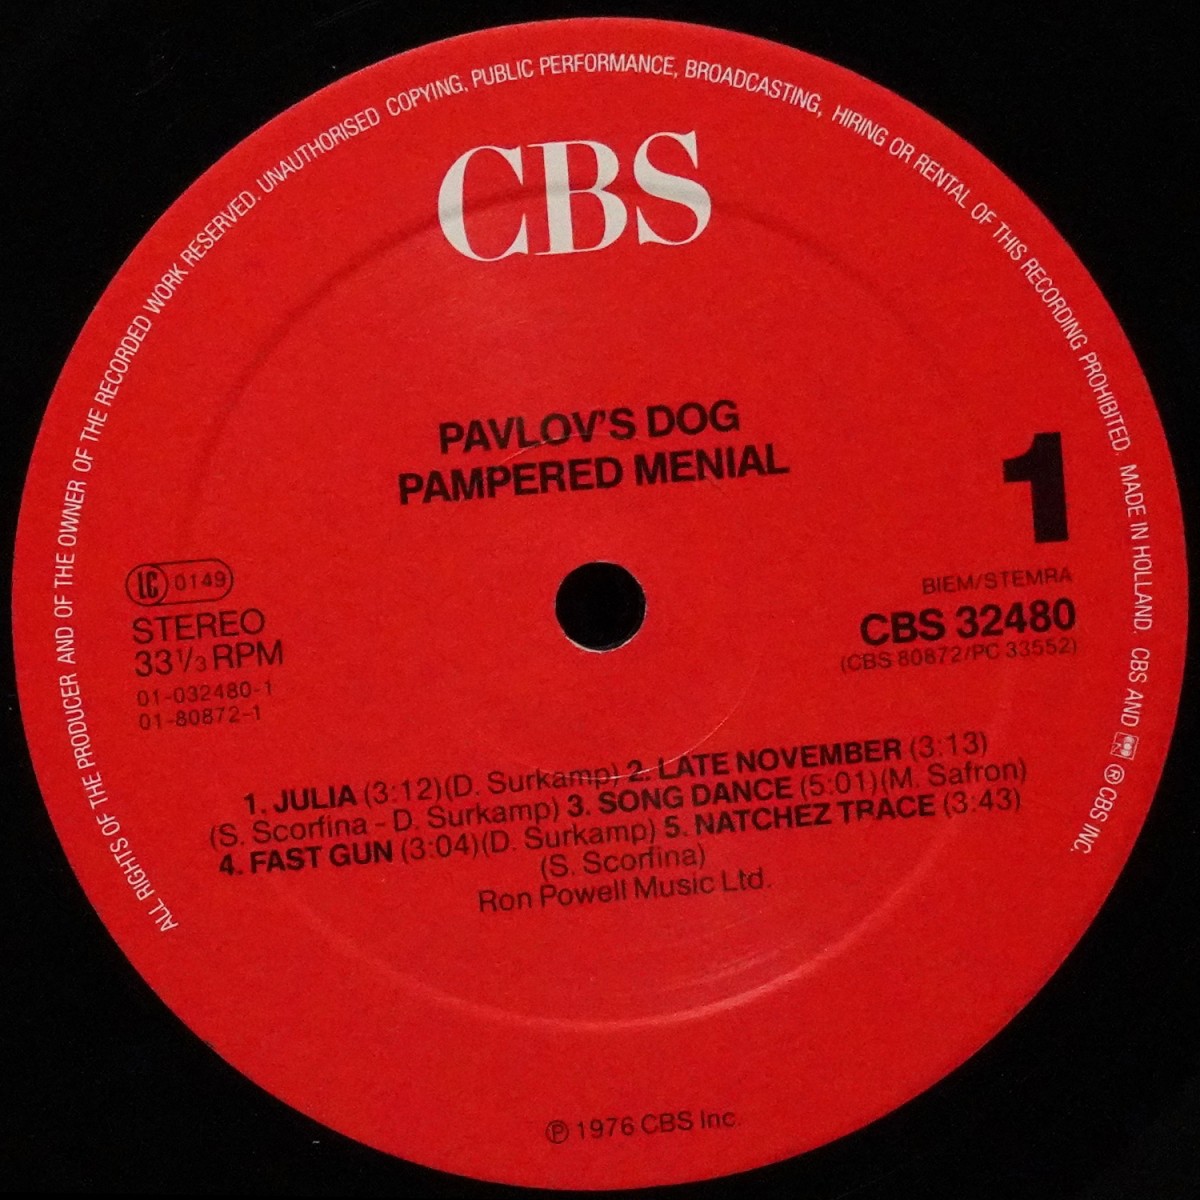 ALL RIGHTS OF THE PRODUCER AND OF THE OWNER OF THE RECORDED WORK RESERVED. UNAUTHORISED COPYING, PUBLIC PERFORMANCE, BROADCASTING, HIRING OR RENTAL OF THIS RECORDING PROHIBITED. MADE IN HOLLAND. CBS AND ® CBS INC.
CBS
PAVLOV'S DOG
PAMPERED MENIAL
1
LC 0149
STEREO
33 1/3 RPM
01-032480-1
01-80872-1
BIEM/STEMRA
CBS 32480
(CBS 80872/PC 33552)
1. JULIA (3:12)(D. Surkamp) 2. LATE NOVEMBER (3:13)
(S. Scorfina - D. Surkamp) 3. SONG DANCE (5:01)(M. Safron)
4. FAST GUN (3:04)(D. Surkamp) 5. NATCHEZ TRACE (3:43)
(S. Scorfina)
Ron Powell Music Ltd.
℗ 1976 CBS Inc.